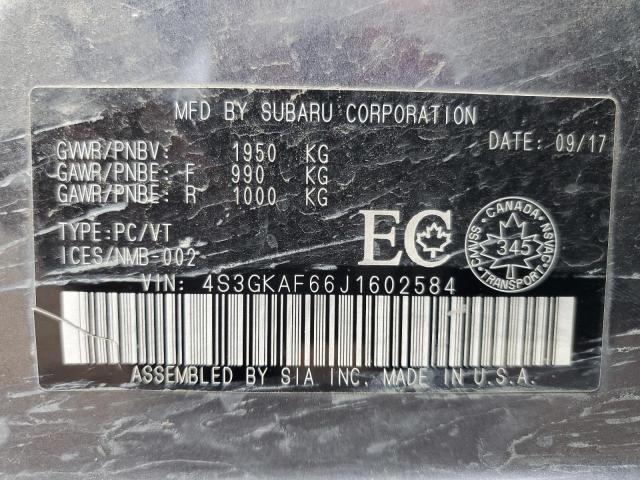 MFD BY SUBARU CORPORATION
GVWR/PNBV: 1950 KG
DATE: 09/17
GAWR/PNBE: F 990 KG
GAWR/PNBE: R 1000 KG
TYPE:PC/VT
ICES/NMB-002
EC
CANADA
CMVSS
NSVAC
345
TRANSPORT
VIN: 4S3GKAF66J1602584
ASSEMBLED BY SIA INC. MADE IN U.S.A.